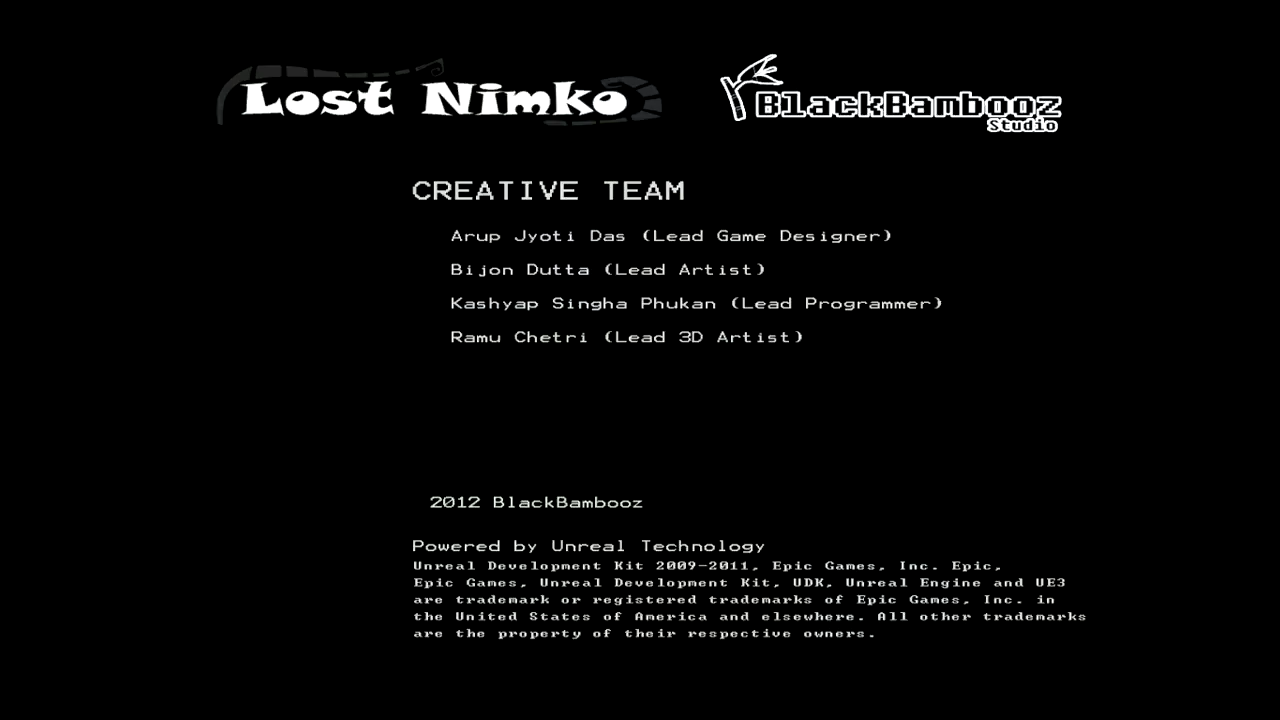 Lost Nimko
BlackBambooz
Studio
CREATIVE TEAM
Arup Jyoti Das (Lead Game Designer)
Bijon Dutta (Lead Artist)
Kashyap Singha Phukan (Lead Programmer)
Ramu Chetri (Lead 3D Artist)
2012 BlackBambooz
Powered by Unreal Technology
Unreal Development Kit 2009-2011, Epic Games, Inc. Epic,
Epic Games, Unreal Development Kit, UDK, Unreal Engine and UE3
are trademark or registered trademarks of Epic Games, Inc. in
the United States of America and elsewhere. All other trademarks
are the property of their respective owners.